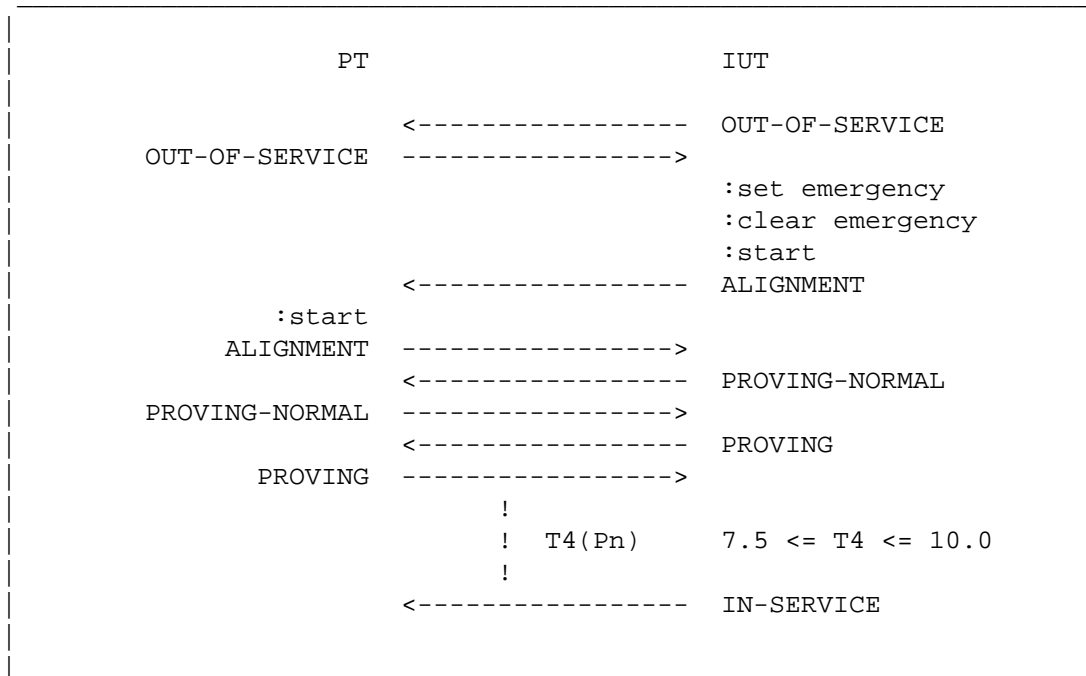 PT IUT
<----------------- OUT-OF-SERVICE
OUT-OF-SERVICE ----------------->
:set emergency
:clear emergency
:start
<----------------- ALIGNMENT
:start
ALIGNMENT ----------------->
<----------------- PROVING-NORMAL
PROVING-NORMAL ----------------->
<----------------- PROVING
PROVING ----------------->
!
! T4(Pn) 7.5 <= T4 <= 10.0
!
<----------------- IN-SERVICE